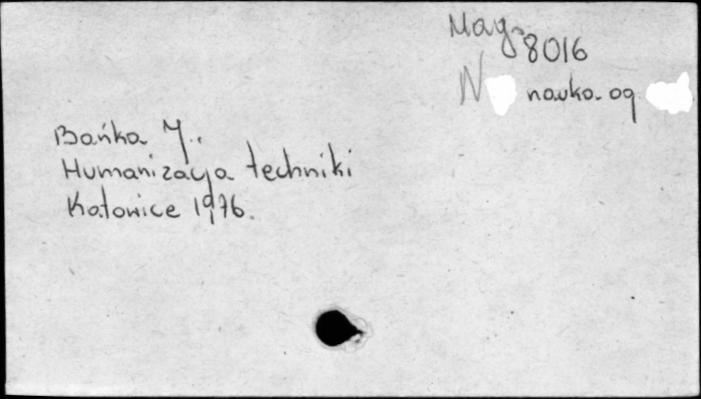 Mag. 8016
N nauka og
Bańka J.:
Humanizacja techniki
Katowice 1976.